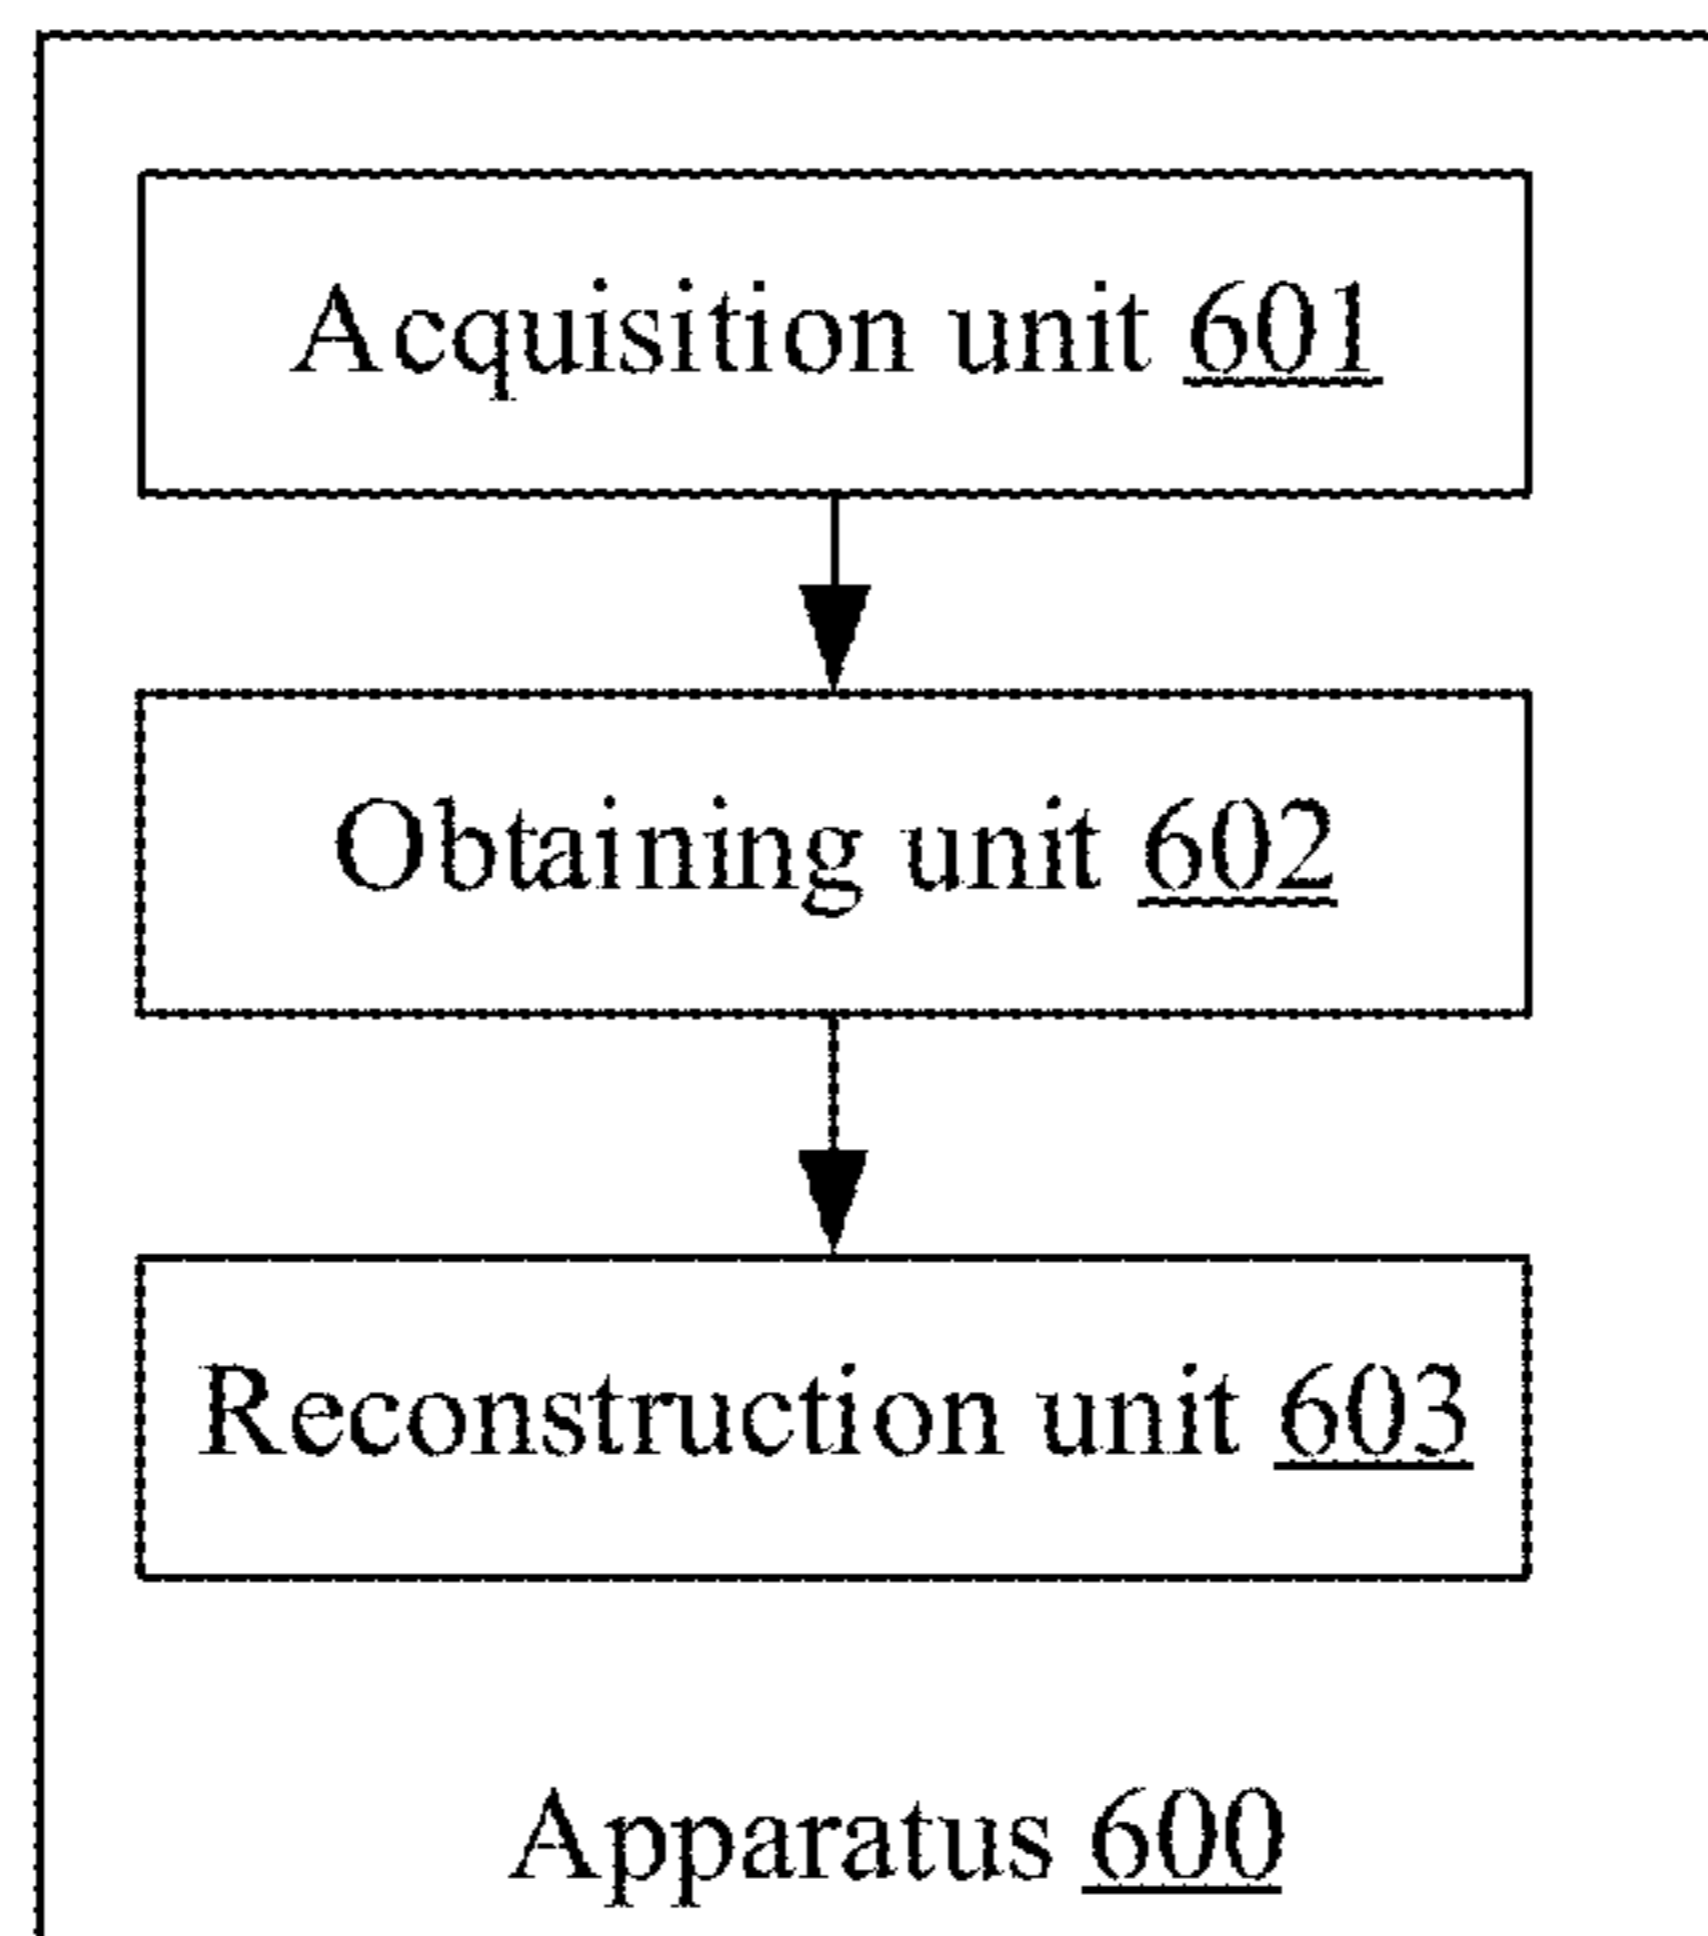 Acquisition unit 601
Obtaining unit 602
Reconstruction unit 603
Apparatus 600